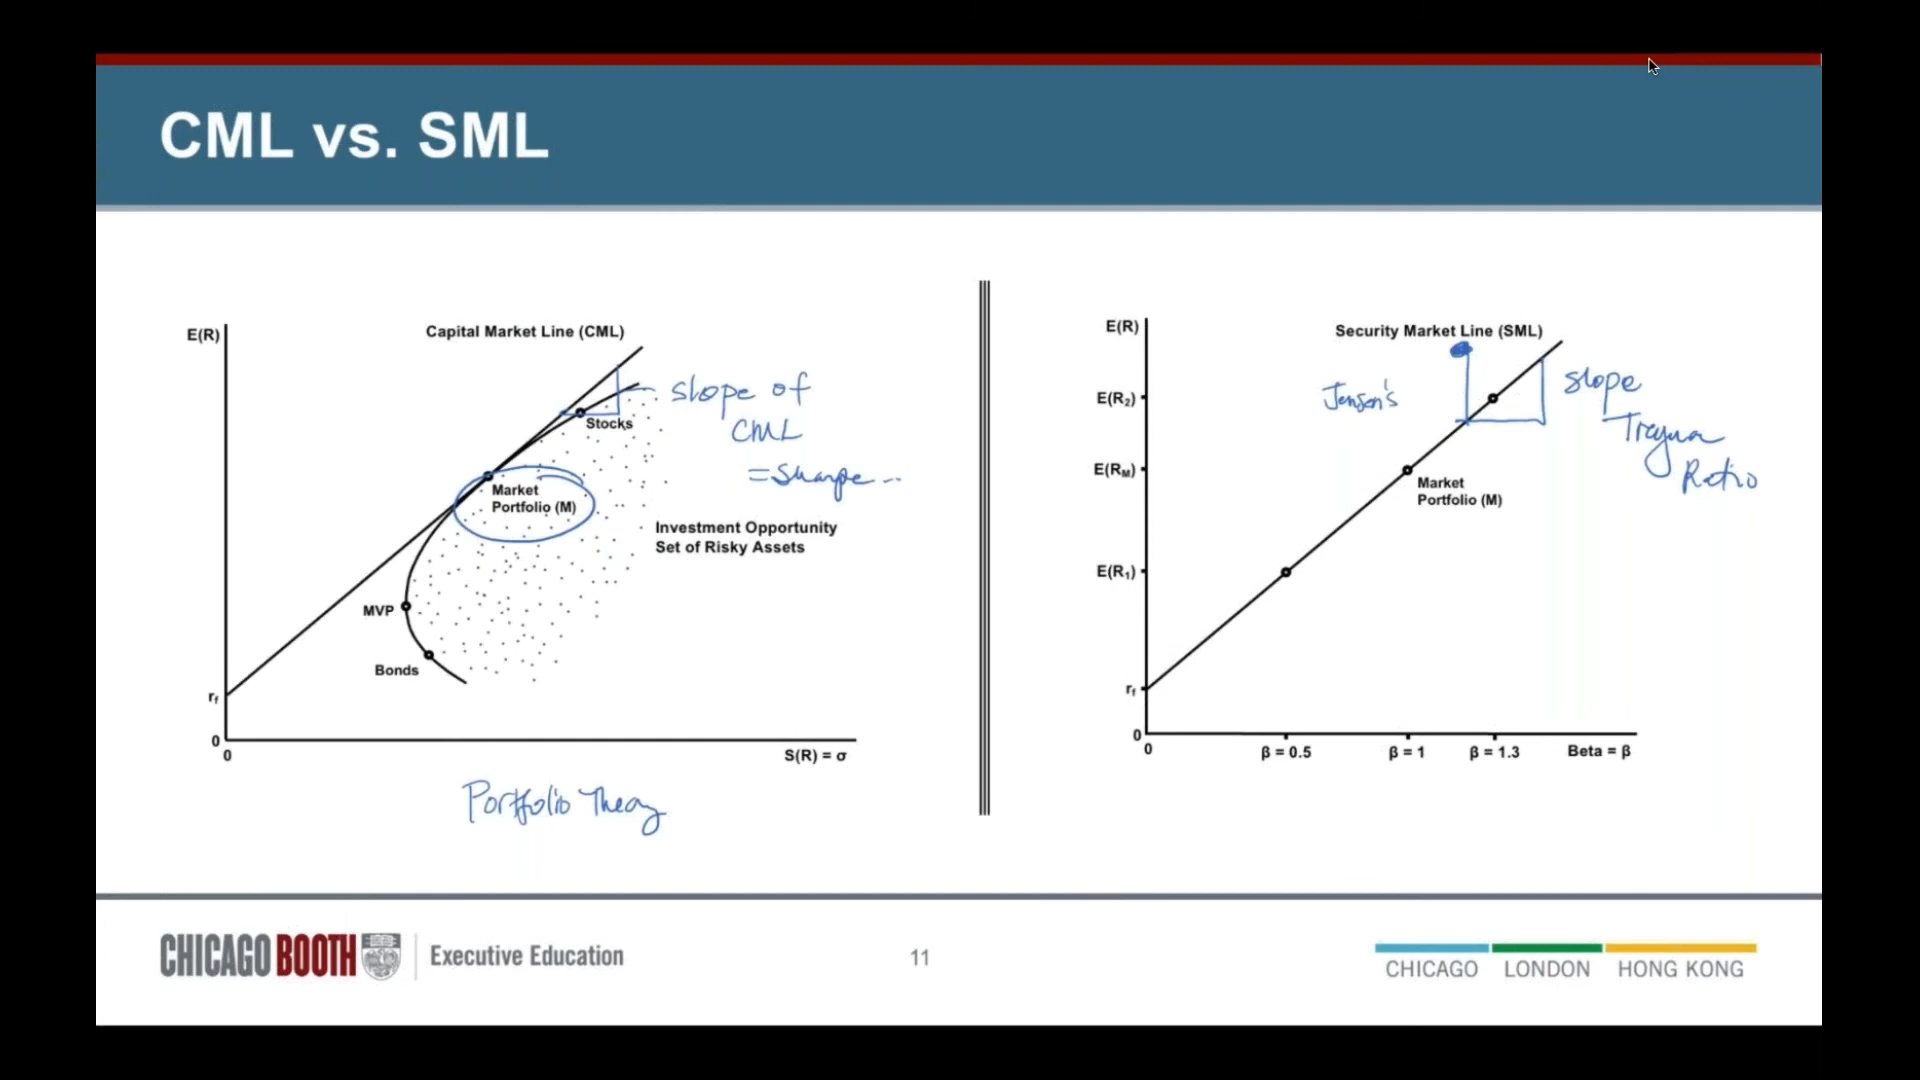 CML vs. SML
E(R)
Capital Market Line (CML)
slope of
CML
= Sharpe ..
Stocks
Market
Portfolio (M)
Investment Opportunity
Set of Risky Assets
MVP
Bonds
rf
0
0
S(R) = σ
Portfolio Theory
E(R)
Security Market Line (SML)
Jensen's
slope
Treynor
Ratio
E(R₂)
E(RM)
Market
Portfolio (M)
E(R₁)
rf
0
0
β = 0.5
β = 1
β = 1.3
Beta = β
CHICAGO BOOTH
Executive Education
11
CHICAGO
LONDON
HONG KONG